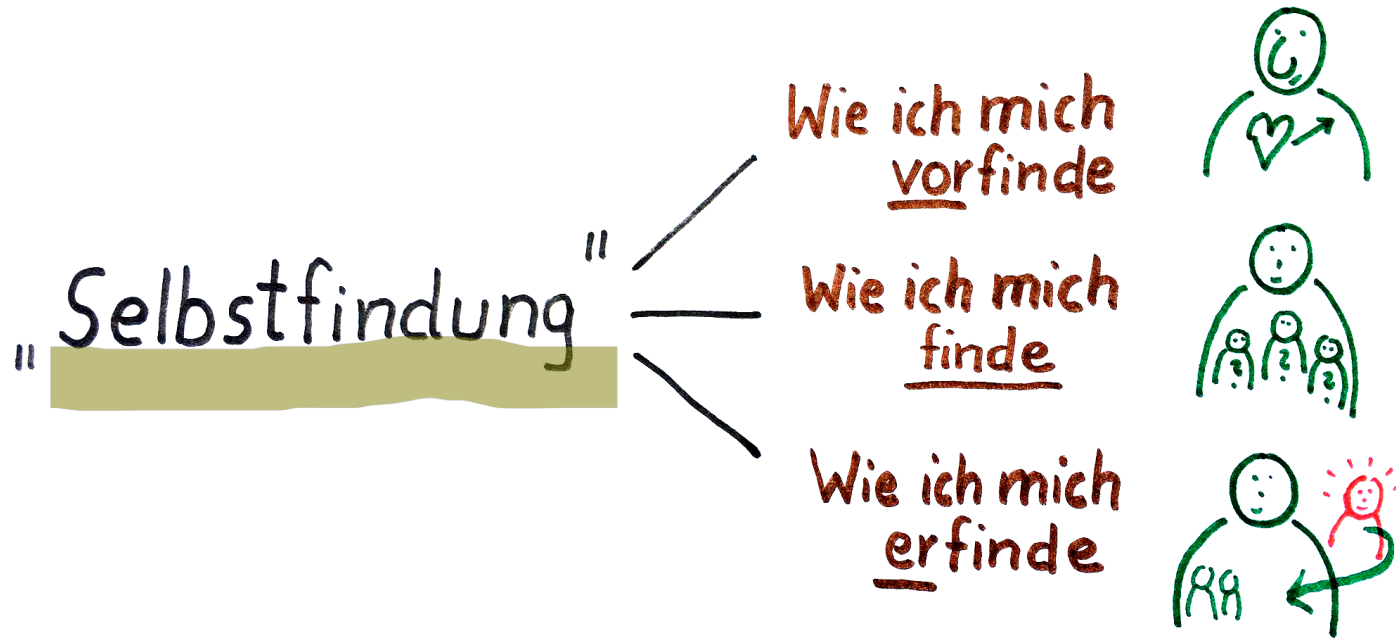 "Selbstfindung"
Wie ich mich
vorfinde
Wie ich mich
finde
Wie ich mich
erfinde
? ? ?